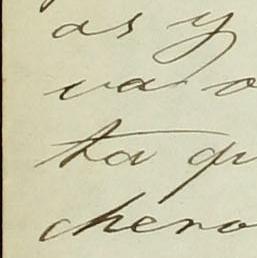 as y
va o
ta qu
chero